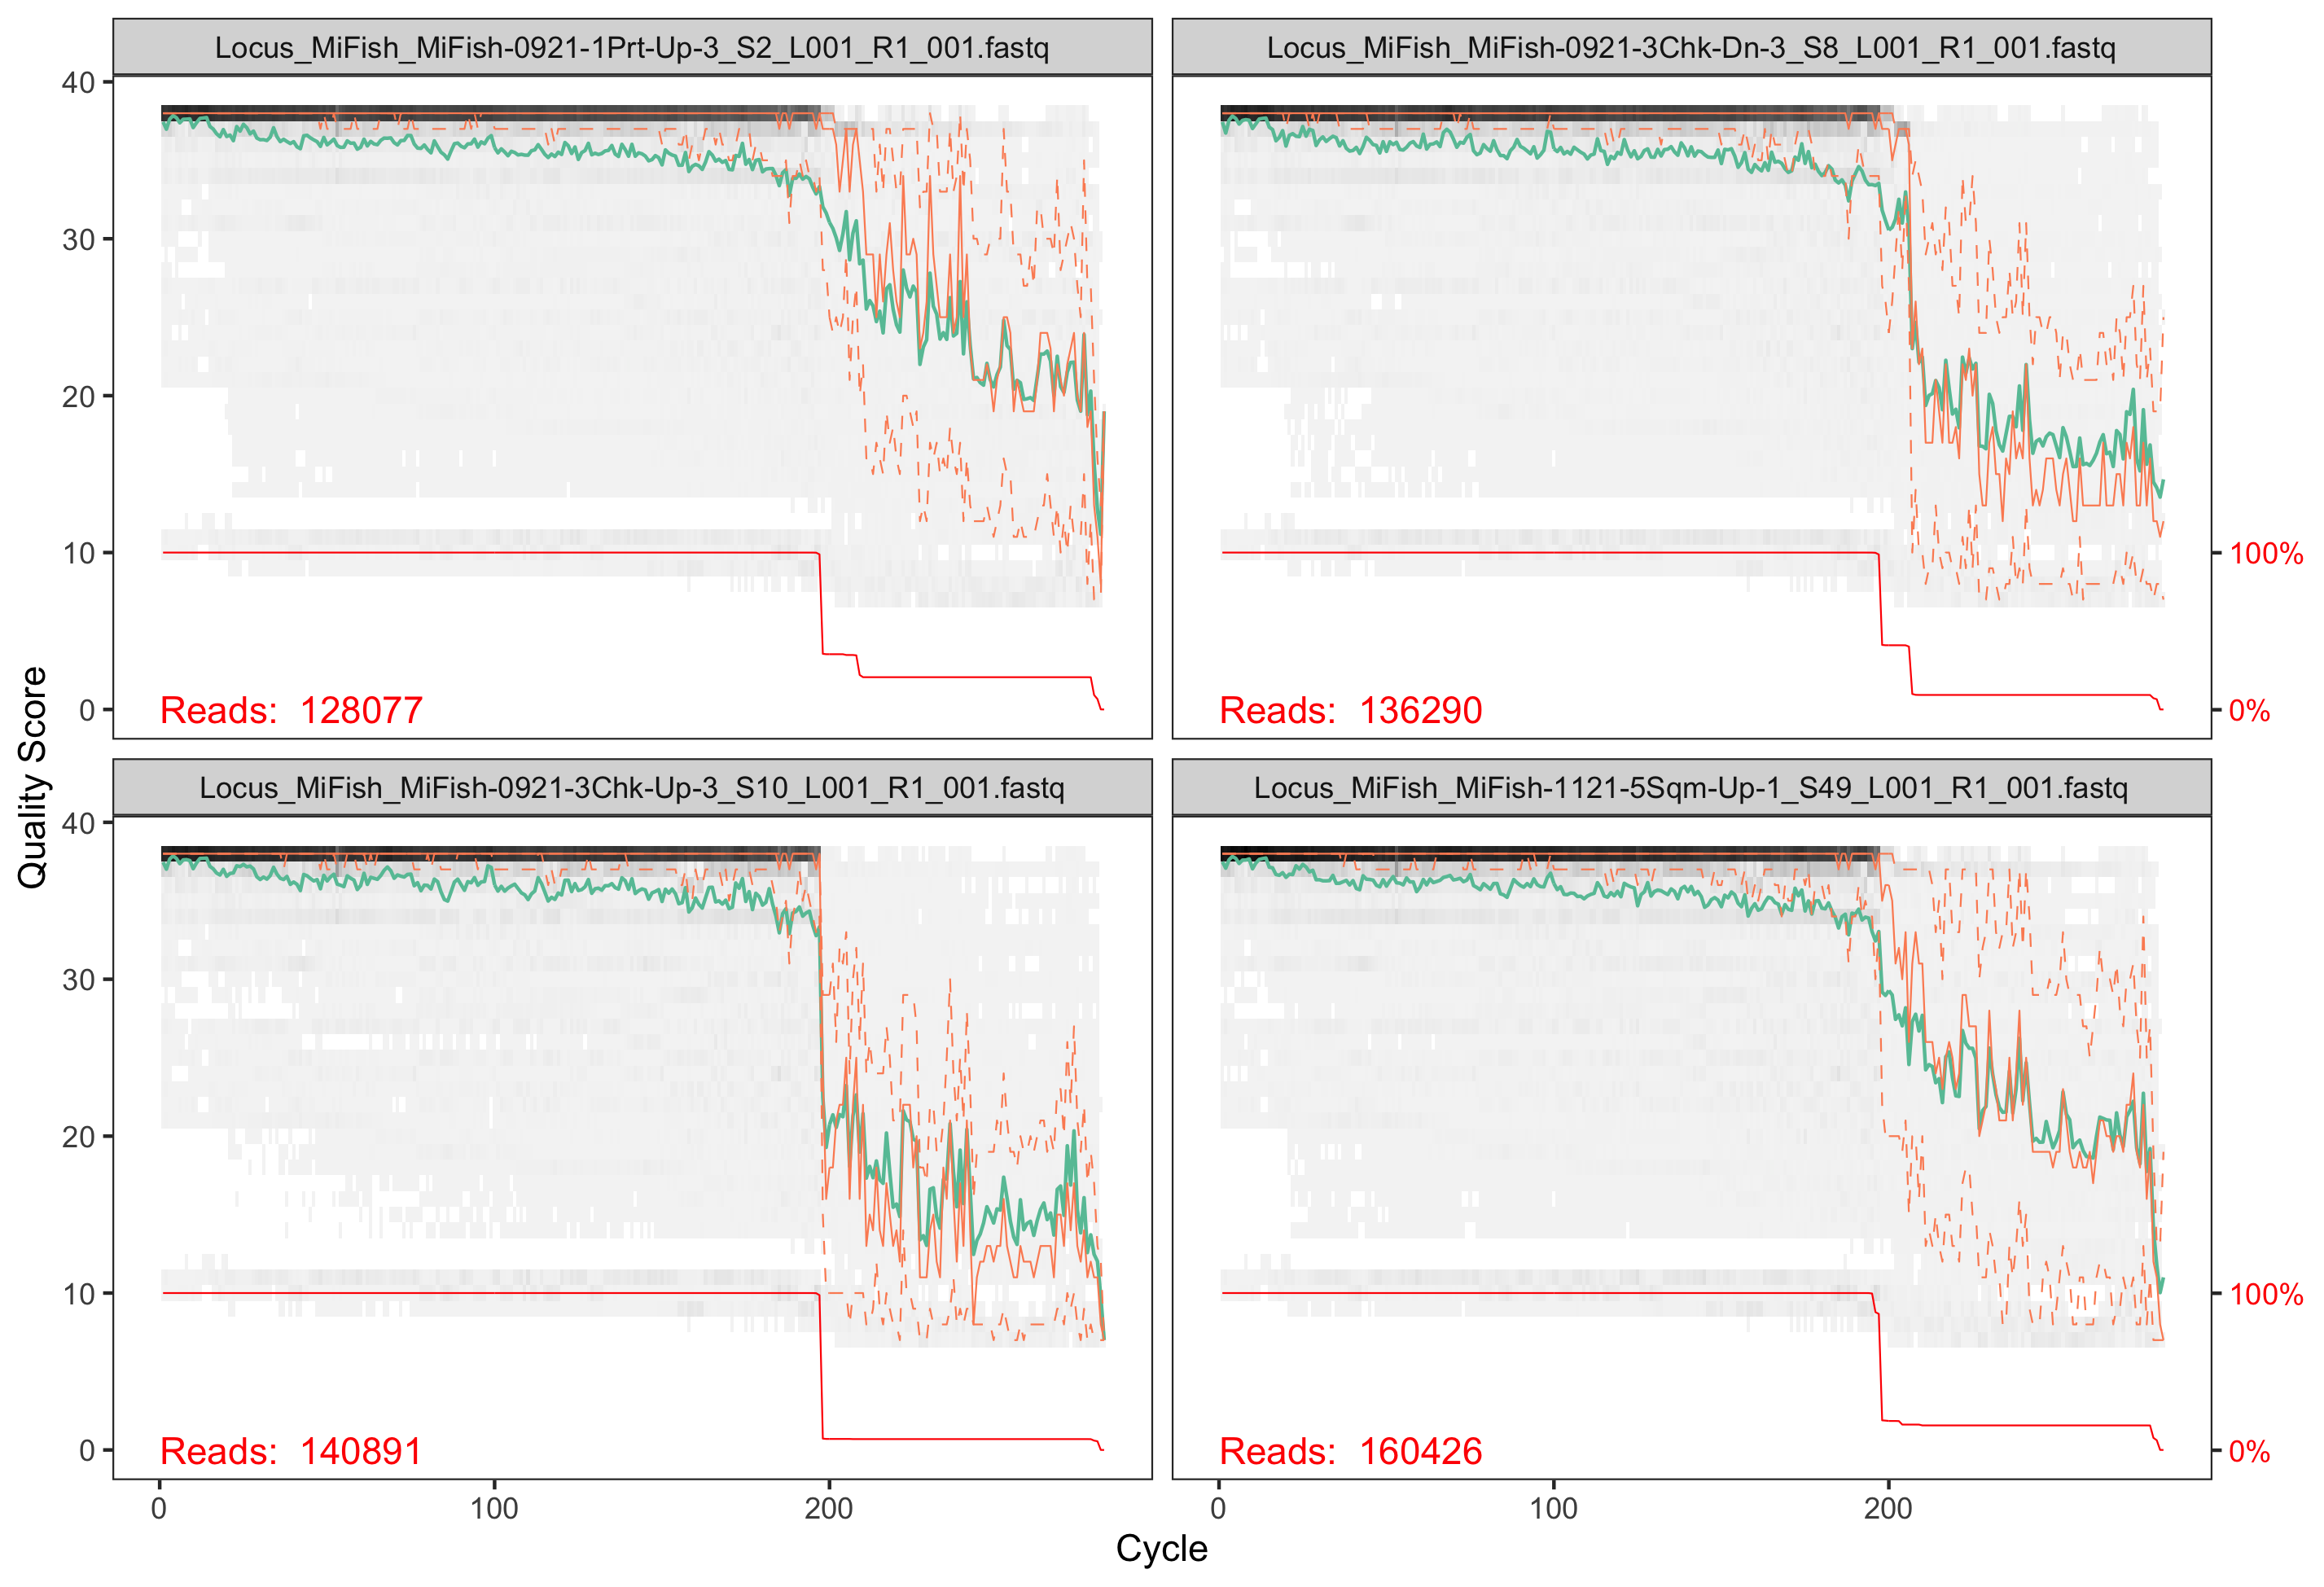 Locus_MiFish_MiFish-0921-1Prt-Up-3_S2_L001_R1_001.fastq
Locus_MiFish_MiFish-0921-3Chk-Dn-3_S8_L001_R1_001.fastq
40
30
20
10
0
Reads: 128077
Reads: 136290
100%
0%
Locus_MiFish_MiFish-0921-3Chk-Up-3_S10_L001_R1_001.fastq
Locus_MiFish_MiFish-1121-5Sqm-Up-1_S49_L001_R1_001.fastq
Quality Score
40
30
20
10
0
Reads: 140891
Reads: 160426
100%
0%
0 100 200
0 100 200
Cycle